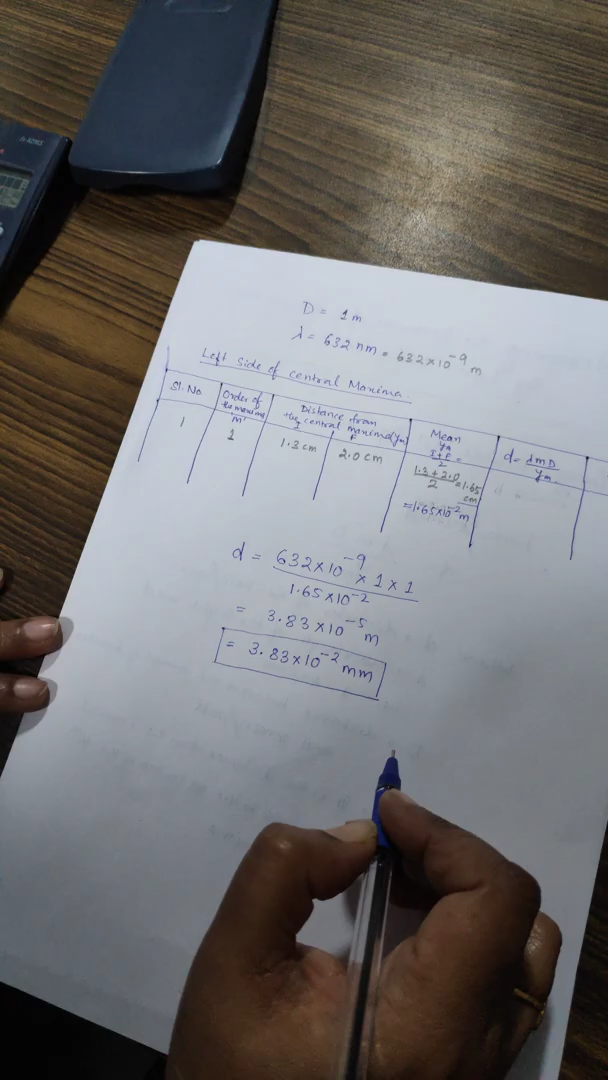 D = 1 m
λ = 632 nm = 632 × 10⁻⁹ m
Left Side of central Maxima.
Sl. No
Order of the maxima 'm'
Distance from the central maxima (yₘ)
I F
Mean yₘ
I+F / 2 =
d = λmD / yₘ
1
1
1.3 cm
2.0 cm
1.3 + 2.0 / 2 = 1.65 cm
= 1.65 × 10⁻² m
d = 632 × 10⁻⁹ × 1 × 1 / 1.65 × 10⁻²
= 3.83 × 10⁻⁵ m
= 3.83 × 10⁻² mm